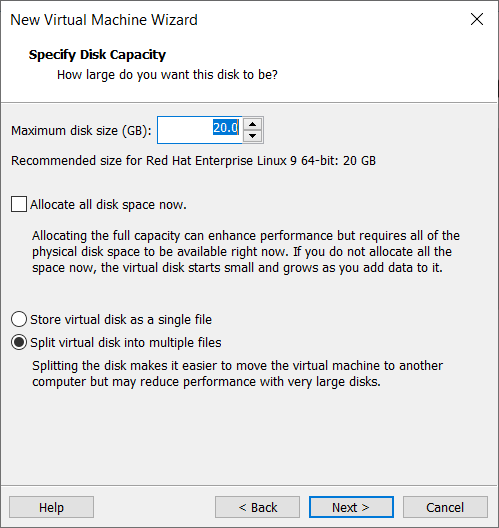 New Virtual Machine Wizard
Specify Disk Capacity
How large do you want this disk to be?
Maximum disk size (GB): 20.0
Recommended size for Red Hat Enterprise Linux 9 64-bit: 20 GB
Allocate all disk space now.
Allocating the full capacity can enhance performance but requires all of the
physical disk space to be available right now. If you do not allocate all the
space now, the virtual disk starts small and grows as you add data to it.
Store virtual disk as a single file
Split virtual disk into multiple files
Splitting the disk makes it easier to move the virtual machine to another
computer but may reduce performance with very large disks.
Help < Back Next > Cancel